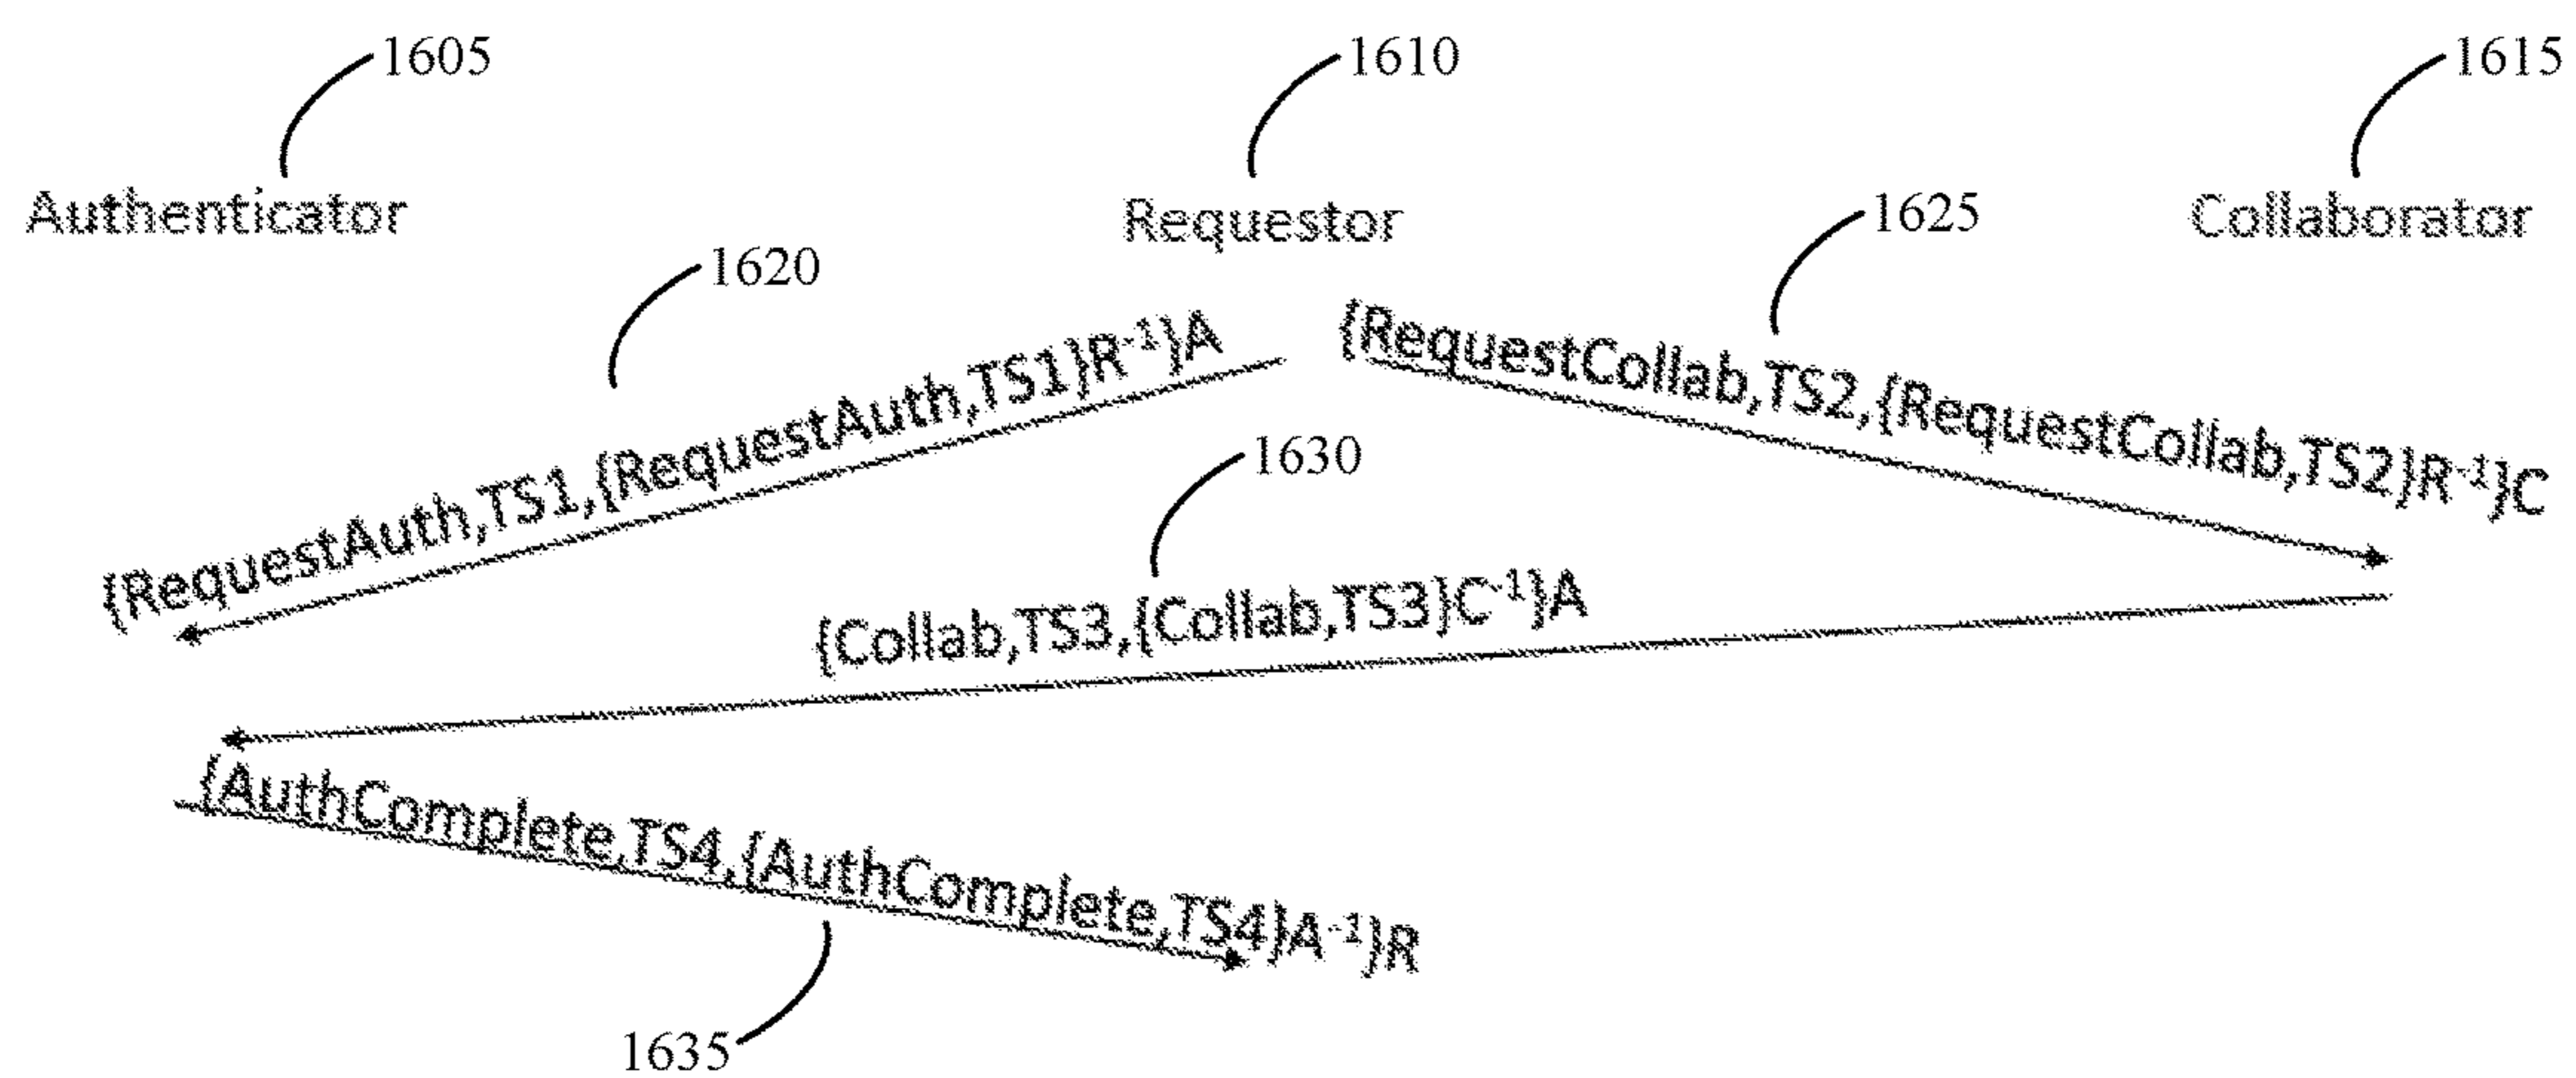 1605
1610
1615
Authenticator
Requestor
Collaborator
1620
1625
{RequestAuth,TS1,{RequestAuth,TS1}R⁻¹}A
{RequestCollab,TS2,{RequestCollab,TS2}R⁻¹}C
1630
{Collab,TS3,{Collab,TS3}C⁻¹}A
{AuthComplete,TS4,{AuthComplete,TS4}A⁻¹}R
1635